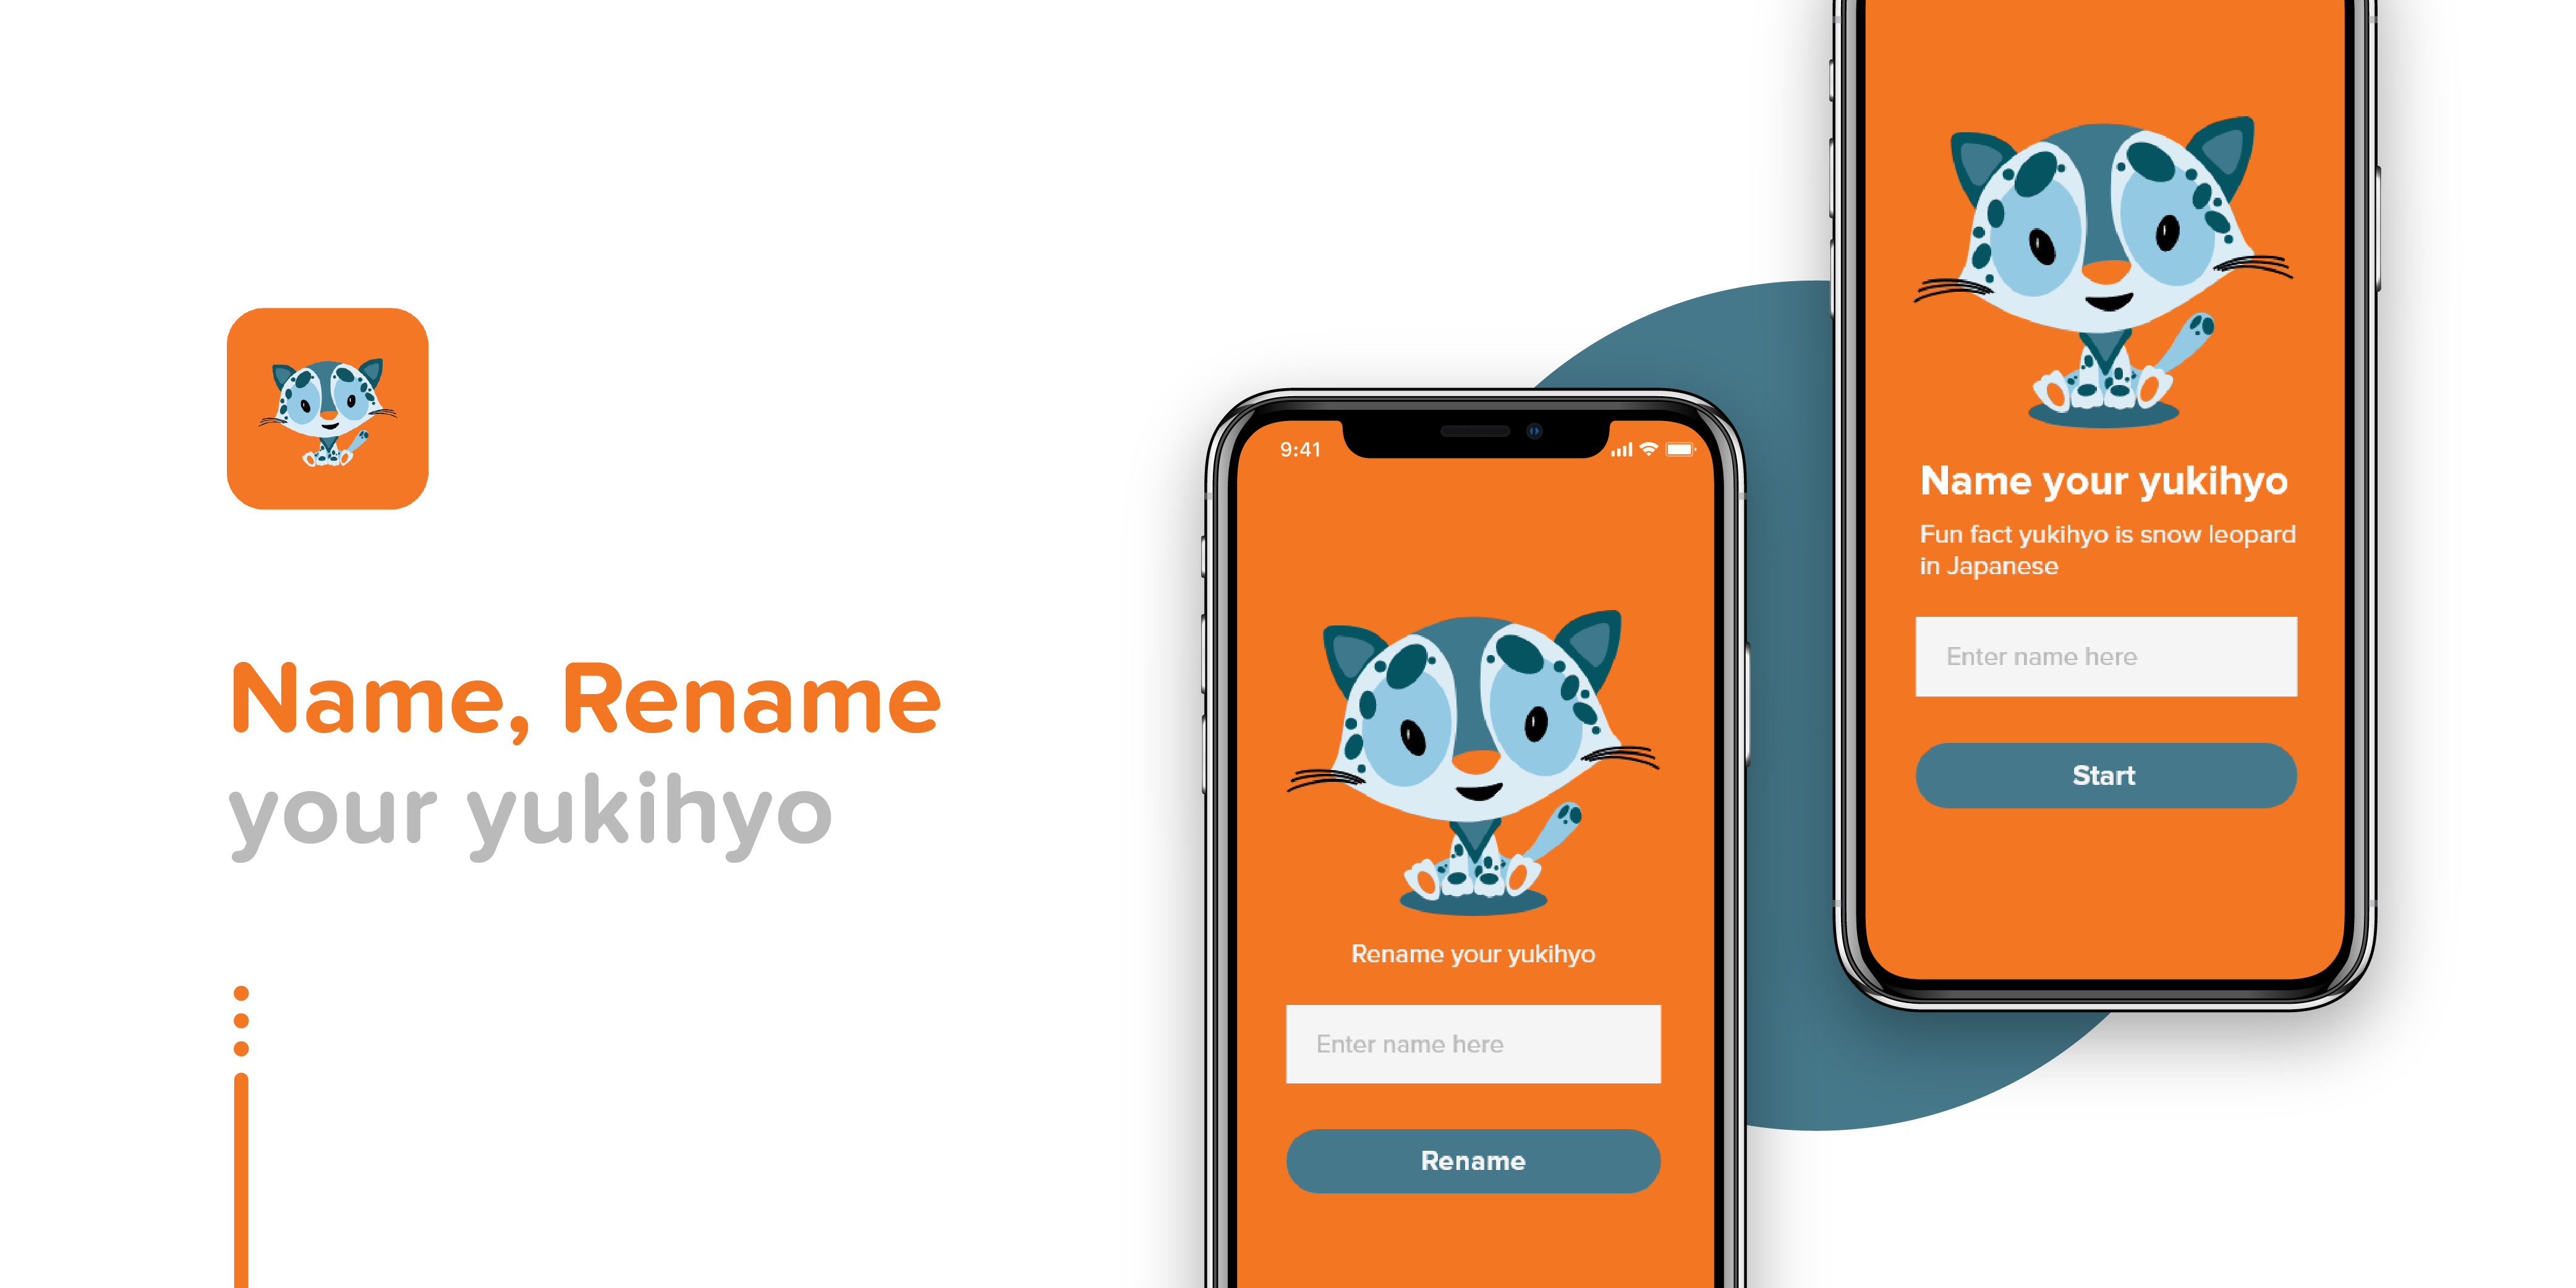 Name, Rename
your yukihyo
9:41
Rename your yukihyo
Enter name here
Rename
Name your yukihyo
Fun fact yukihyo is snow leopard
in Japanese
Enter name here
Start